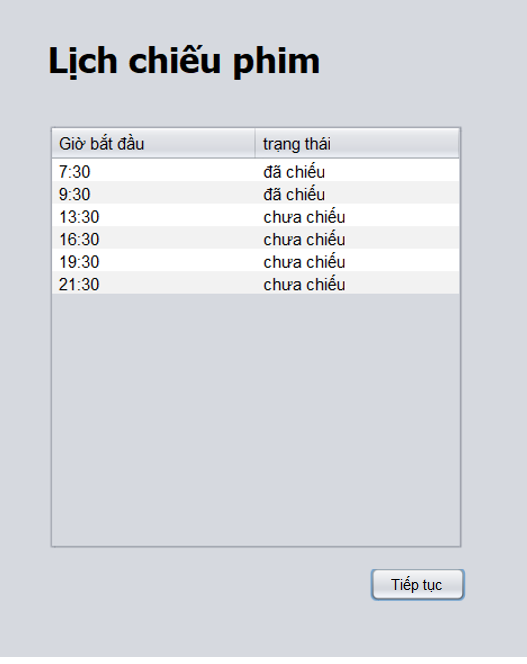 Lịch chiếu phim
Giờ bắt đầu trạng thái
7:30 đã chiếu
9:30 đã chiếu
13:30 chưa chiếu
16:30 chưa chiếu
19:30 chưa chiếu
21:30 chưa chiếu
Tiếp tục